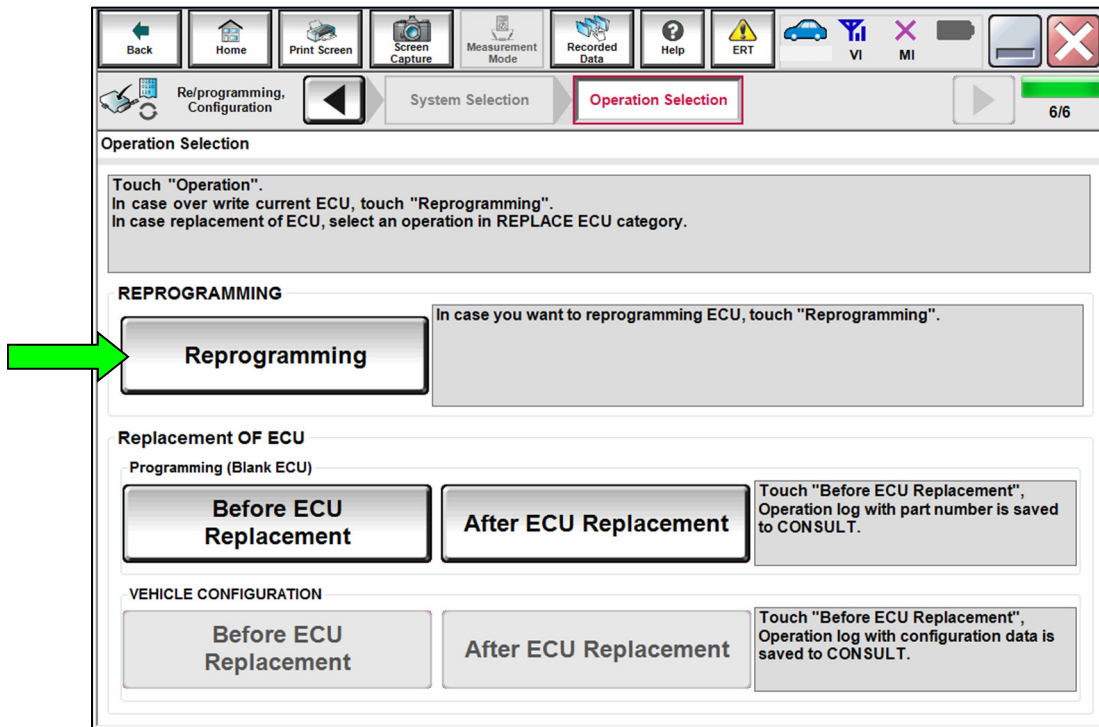 Back
Home
Print Screen
Screen
Capture
Measurement
Mode
Recorded
Data
Help
ERT
VI
MI
Re/programming,
Configuration
System Selection
Operation Selection
6/6
Operation Selection
Touch "Operation".
In case over write current ECU, touch "Reprogramming".
In case replacement of ECU, select an operation in REPLACE ECU category.
REPROGRAMMING
Reprogramming
In case you want to reprogramming ECU, touch "Reprogramming".
Replacement OF ECU
Programming (Blank ECU)
Before ECU
Replacement
After ECU Replacement
Touch "Before ECU Replacement",
Operation log with part number is saved
to CONSULT.
VEHICLE CONFIGURATION
Before ECU
Replacement
After ECU Replacement
Touch "Before ECU Replacement",
Operation log with configuration data is
saved to CONSULT.